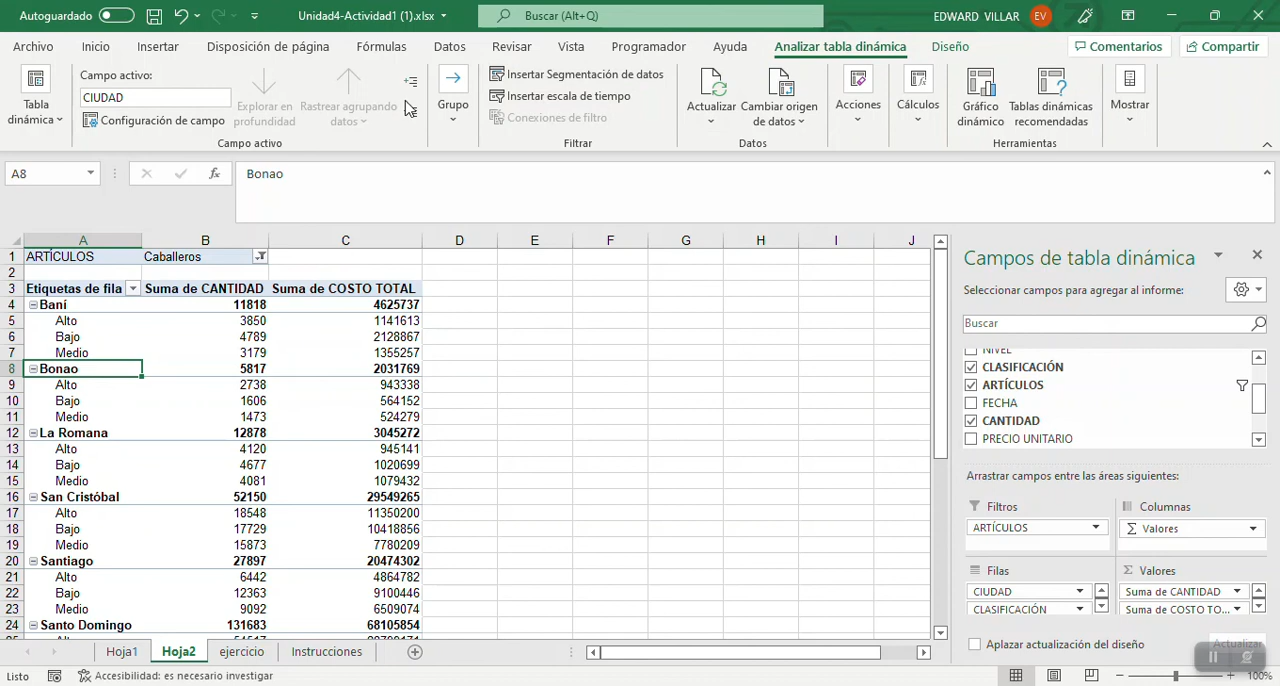 Autoguardado Unidad4-Actividad1 (1).xlsx Buscar (Alt+Q) EDWARD VILLAR EV
Archivo Inicio Insertar Disposición de página Fórmulas Datos Revisar Vista Programador Ayuda Analizar tabla dinámica Diseño Comentarios Compartir
Tabla dinámica
Campo activo:
CIUDAD
Configuración de campo
Explorar en profundidad
Rastrear agrupando datos
Campo activo
Grupo
Insertar Segmentación de datos
Insertar escala de tiempo
Conexiones de filtro
Filtrar
Actualizar
Cambiar origen de datos
Datos
Acciones
Cálculos
Gráfico dinámico
Tablas dinámicas recomendadas
Herramientas
Mostrar
A8 fx Bonao
A B C D E F G H I J
1 ARTÍCULOS Caballeros
2
3 Etiquetas de fila Suma de CANTIDAD Suma de COSTO TOTAL
4 Baní 11818 4625737
5 Alto 3850 1141613
6 Bajo 4789 2128867
7 Medio 3179 1355257
8 Bonao 5817 2031769
9 Alto 2738 943338
10 Bajo 1606 564152
11 Medio 1473 524279
12 La Romana 12878 3045272
13 Alto 4120 945141
14 Bajo 4677 1020699
15 Medio 4081 1079432
16 San Cristóbal 52150 29549265
17 Alto 18548 11350200
18 Bajo 17729 10418856
19 Medio 15873 7780209
20 Santiago 27897 20474302
21 Alto 6442 4864782
22 Bajo 12363 9100446
23 Medio 9092 6509074
24 Santo Domingo 131683 68105854
Campos de tabla dinámica
Seleccionar campos para agregar al informe:
Buscar
NIVEL
CLASIFICACIÓN
ARTÍCULOS
FECHA
CANTIDAD
PRECIO UNITARIO
Arrastrar campos entre las áreas siguientes:
Filtros Columnas
ARTÍCULOS Σ Valores
Filas Σ Valores
CIUDAD Suma de CANTIDAD
CLASIFICACIÓN Suma de COSTO TO...
Aplazar actualización del diseño Actualizar
Hoja1 Hoja2 ejercicio Instrucciones
Listo Accesibilidad: es necesario investigar 100%